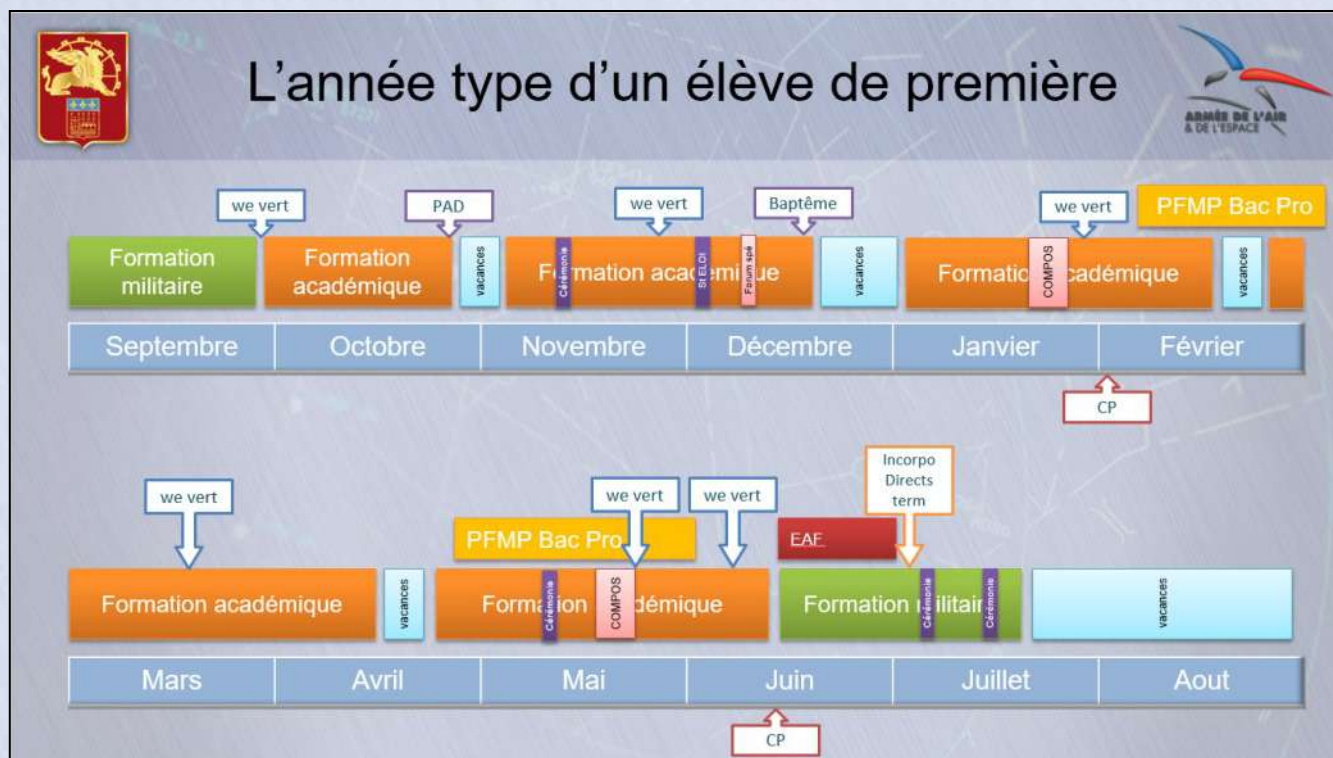 L'année type d'un élève de première
ARMÉE DE L'AIR
& DE L'ESPACE
we vert
PAD
we vert
Baptême
we vert
PFMP Bac Pro
Formation
militaire
Formation
académique
vacances
Formation académique
Cérémonie
St ELOI
Forum spé
vacances
Formation académique
COMPOS
vacances
Septembre
Octobre
Novembre
Décembre
Janvier
Février
CP
we vert
PFMP Bac Pro
we vert
we vert
EAF
Incorpo
Directs
term
Formation académique
vacances
Formation académique
Cérémonie
COMPOS
Formation militaire
Cérémonie
Cérémonie
vacances
Mars
Avril
Mai
Juin
Juillet
Aout
CP